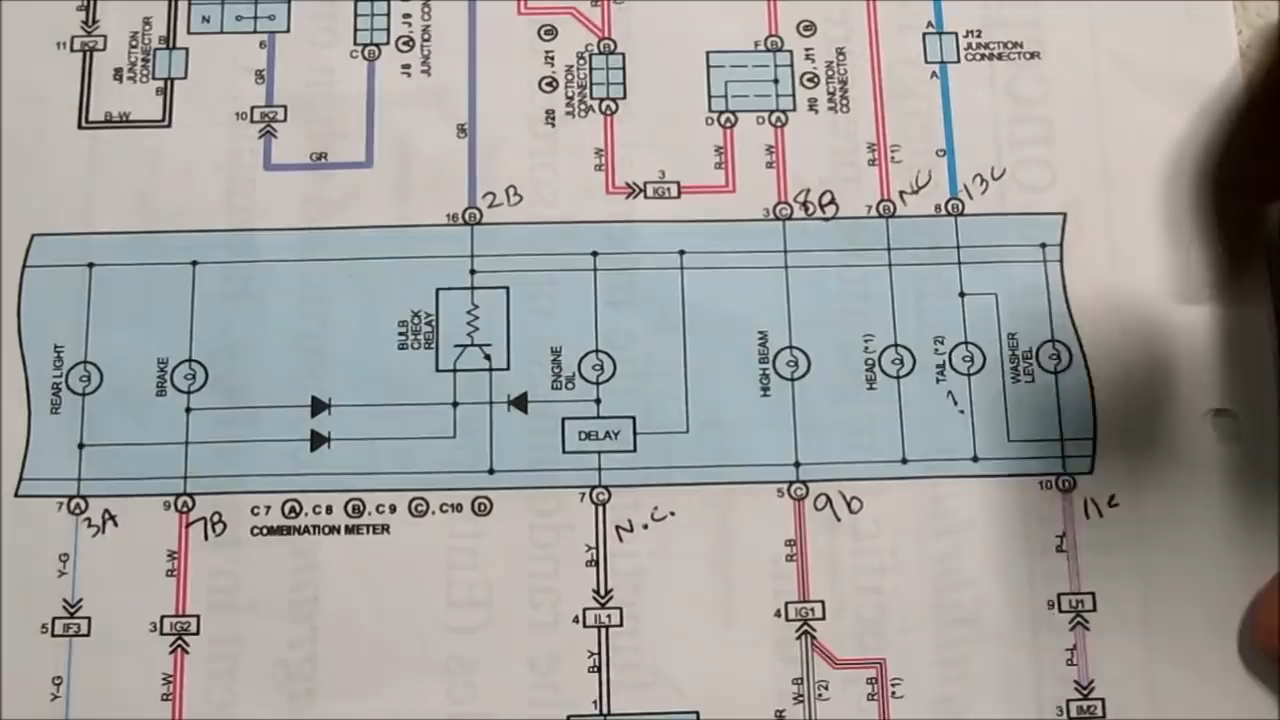 B
11 IK2
J26
JUNCTION
CONNECTOR
B
B
B-W
N
6
GR
10 IK2
GR
C B
J8 A, J9
JUNCTION CON
GR
16 B 2B
J20 A, J21 B
JUNCTION
CONNECTOR
C B
A A
R-W
3
IG1
R-W
F B
D A
D A
J10 A, J11 B
JUNCTION
CONNECTOR
R-W
3 C 8B
R-W
(*1)
7 B NC
A
J12
JUNCTION
CONNECTOR
A
G
8 B 13C
REAR LIGHT
BRAKE
BULB
CHECK
RELAY
ENGINE
OIL
DELAY
HIGH BEAM
HEAD (*1)
TAIL (*2)
?
WASHER
LEVEL
7 A 3A
9 A 7B
C7 A, C8 B, C9 C, C10 D
COMBINATION METER
7 C N.C.
5 C 9b
10 D 11c
Y-G
5 IF3
Y-G
R-W
3 IG2
R-W
B-Y
4 IL1
B-Y
1
R-B
4 IG1
W-B
(*2)
R-B
(*1)
P-L
9 IJ1
P-L
3 IM2